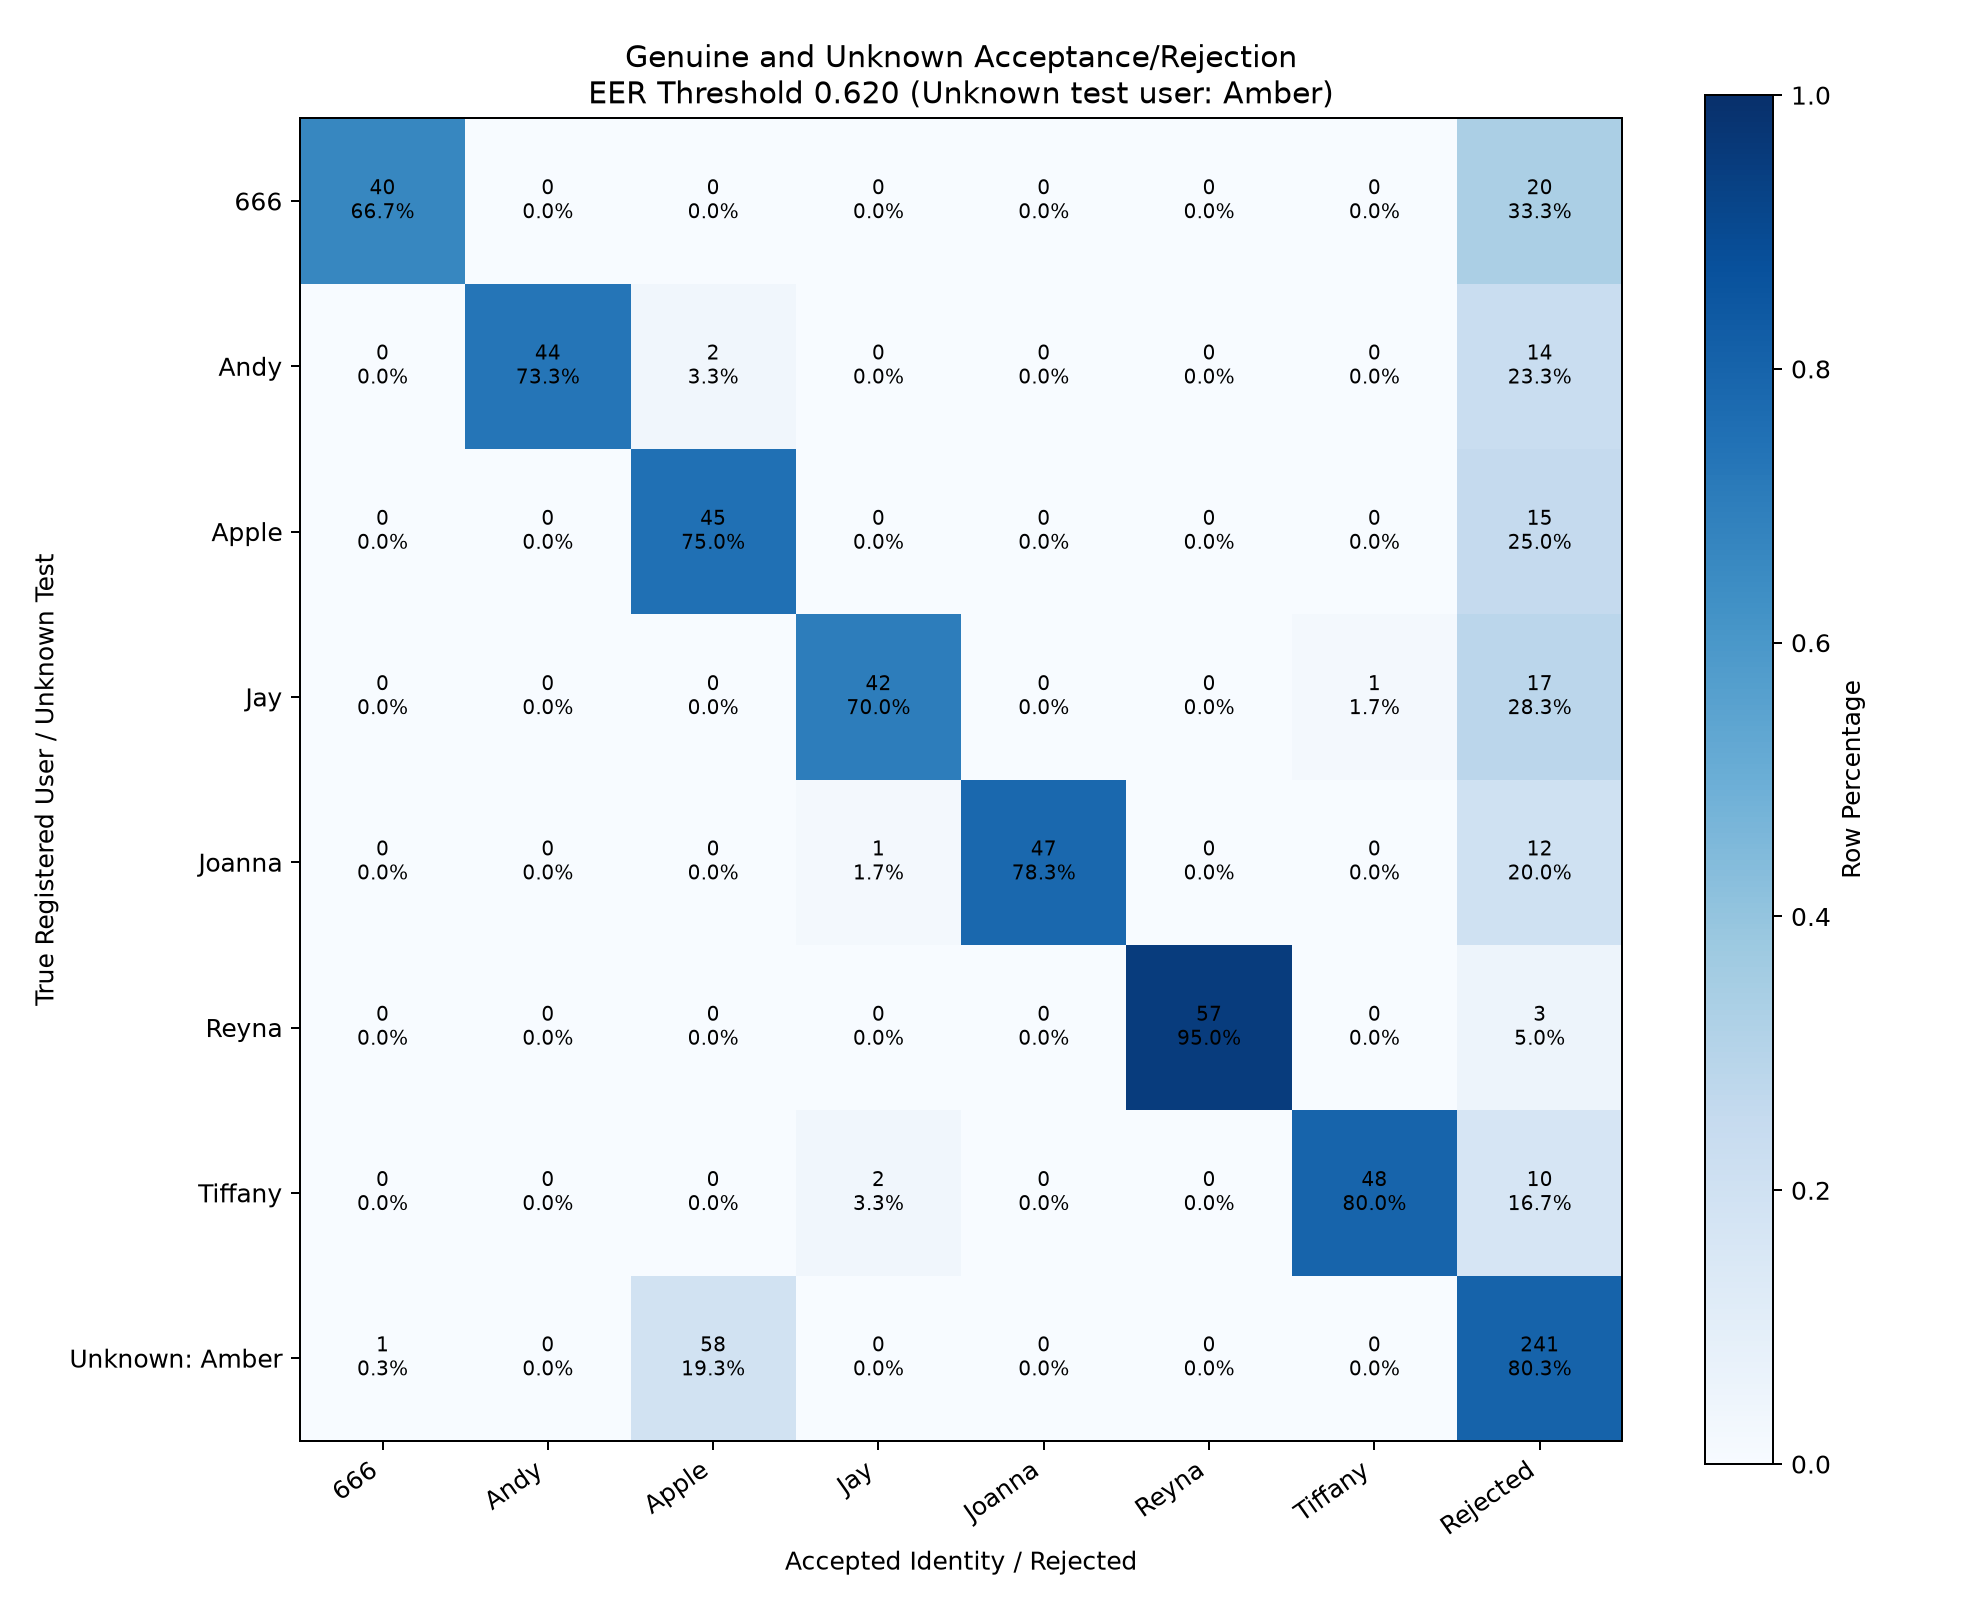 Genuine and Unknown Acceptance/Rejection
EER Threshold 0.620 (Unknown test user: Amber)
True Registered User / Unknown Test
666
40 0 0 0 0 0 0 20
66.7% 0.0% 0.0% 0.0% 0.0% 0.0% 0.0% 33.3%
Andy
0 44 2 0 0 0 0 14
0.0% 73.3% 3.3% 0.0% 0.0% 0.0% 0.0% 23.3%
Apple
0 0 45 0 0 0 0 15
0.0% 0.0% 75.0% 0.0% 0.0% 0.0% 0.0% 25.0%
Jay
0 0 0 42 0 0 1 17
0.0% 0.0% 0.0% 70.0% 0.0% 0.0% 1.7% 28.3%
Joanna
0 0 0 1 47 0 0 12
0.0% 0.0% 0.0% 1.7% 78.3% 0.0% 0.0% 20.0%
Reyna
0 0 0 0 0 57 0 3
0.0% 0.0% 0.0% 0.0% 0.0% 95.0% 0.0% 5.0%
Tiffany
0 0 0 2 0 0 48 10
0.0% 0.0% 0.0% 3.3% 0.0% 0.0% 80.0% 16.7%
Unknown: Amber
1 0 58 0 0 0 0 241
0.3% 0.0% 19.3% 0.0% 0.0% 0.0% 0.0% 80.3%
666 Andy Apple Jay Joanna Reyna Tiffany Rejected
Accepted Identity / Rejected
1.0
0.8
0.6
0.4
0.2
0.0
Row Percentage